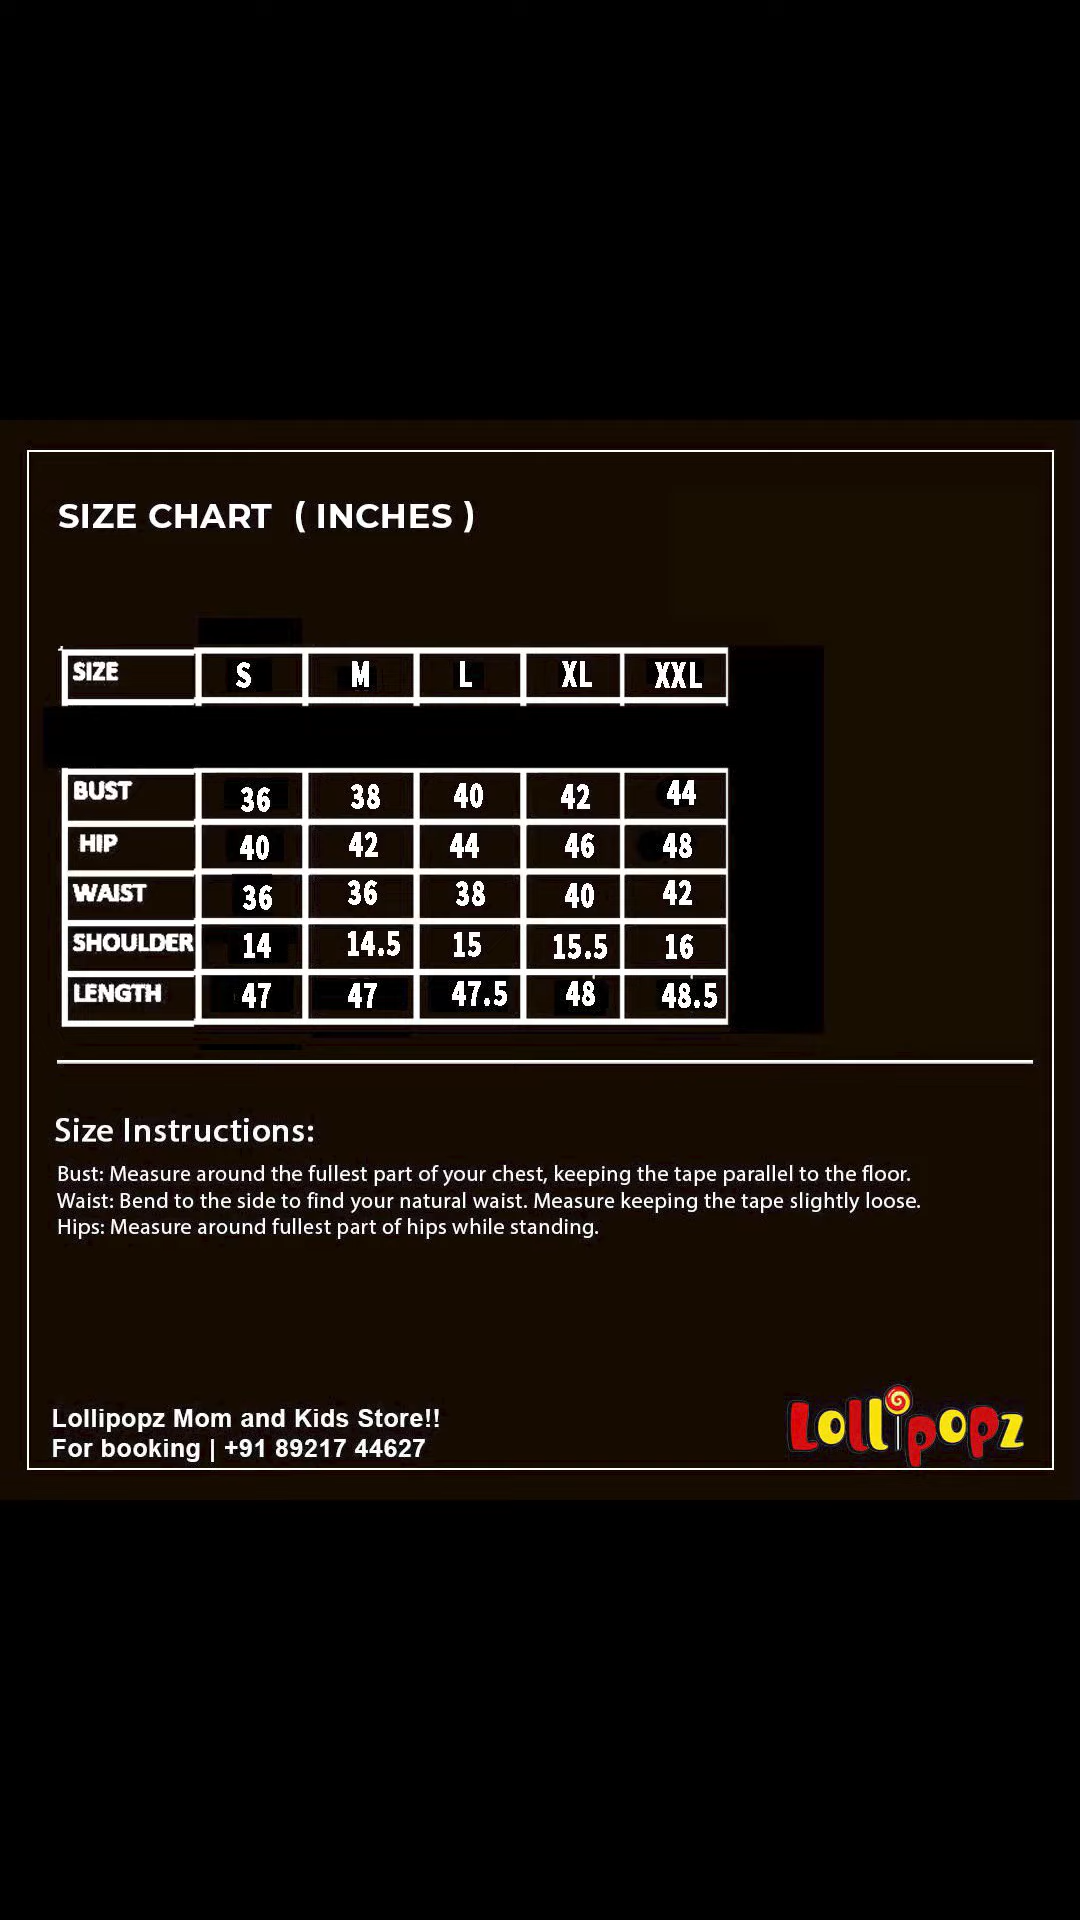 SIZE CHART ( INCHES )
SIZE S M L XL XXL
BUST 36 38 40 42 44
HIP 40 42 44 46 48
WAIST 36 36 38 40 42
SHOULDER 14 14.5 15 15.5 16
LENGTH 47 47 47.5 48 48.5
Size Instructions:
Bust: Measure around the fullest part of your chest, keeping the tape parallel to the floor.
Waist: Bend to the side to find your natural waist. Measure keeping the tape slightly loose.
Hips: Measure around fullest part of hips while standing.
Lollipopz Mom and Kids Store!!
For booking | +91 89217 44627
Lollipopz